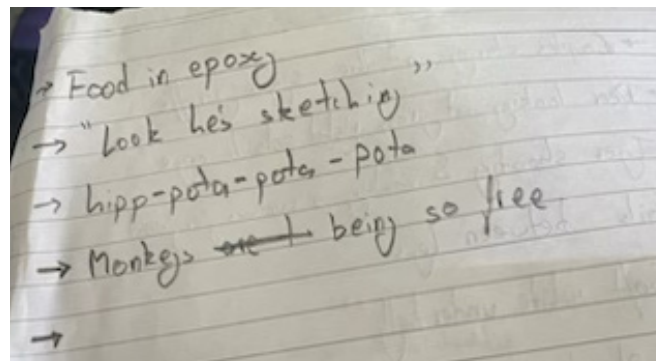 → Food in epoxy
→ "Look he's sketching"
→ hipp-pota-pota-pota
→ Monkeys being so free
→